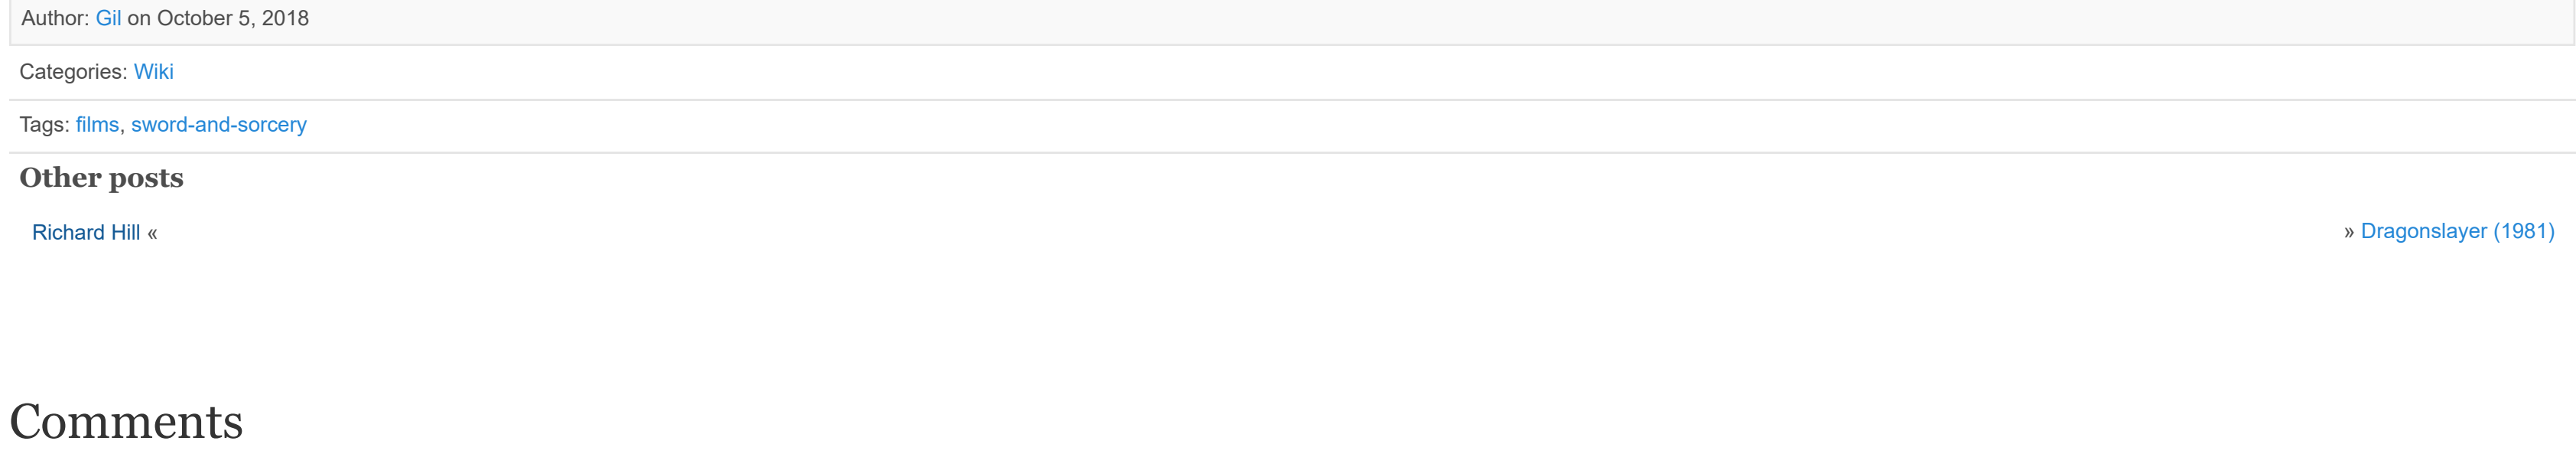 Author: Gil on October 5, 2018
Categories: Wiki
Tags: films, sword-and-sorcery
Other posts
Richard Hill «
» Dragonslayer (1981)
Comments